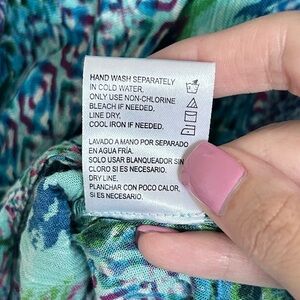 HAND WASH SEPARATELY
IN COLD WATER,
ONLY USE NON-CHLORINE
BLEACH IF NEEDED.
LINE DRY.
COOL IRON IF NEEDED.
LAVADO A MANO POR SEPARADO
EN AGUA FRÍA.
SOLO USAR BLANQUEADOR SIN
CLORO SI ES NECESARIO.
DRY LINE,
PLANCHAR CON POCO CALOR,
SI ES NECESARIO.